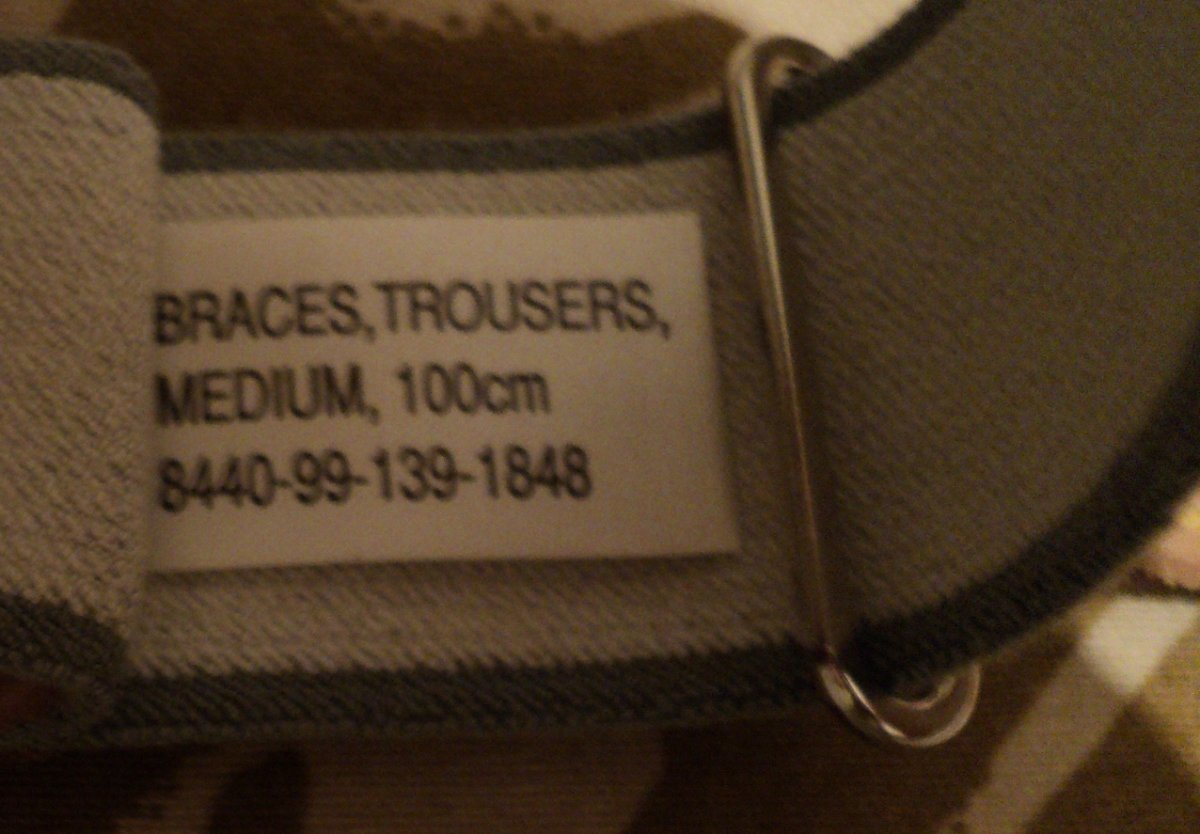 BRACES,TROUSERS,
MEDIUM, 100cm
8440-99-139-1848